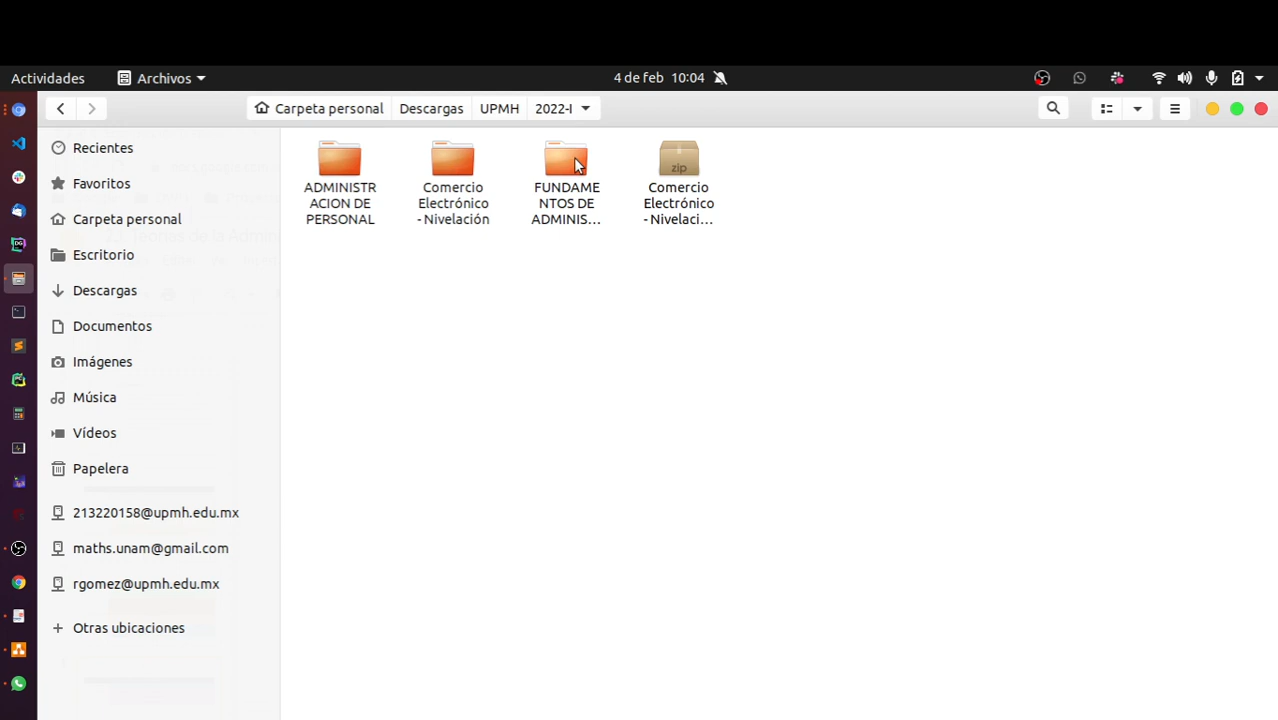 Actividades Archivos 4 de feb 10:04
Carpeta personal Descargas UPMH 2022-I
Recientes
Favoritos
Carpeta personal
Escritorio
Descargas
Documentos
Imágenes
Música
Vídeos
Papelera
213220158@upmh.edu.mx
maths.unam@gmail.com
rgomez@upmh.edu.mx
Otras ubicaciones
ADMINISTR
ACION DE
PERSONAL
Comercio
Electrónico
- Nivelación
FUNDAME
NTOS DE
ADMINIS...
zip
Comercio
Electrónico
- Nivelaci...